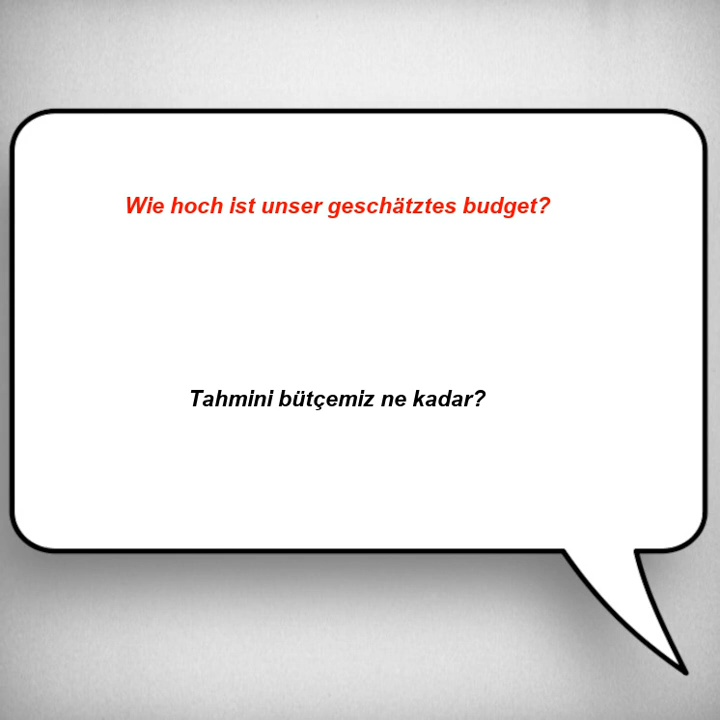 Wie hoch ist unser geschätztes budget?
Tahmini bütçemiz ne kadar?